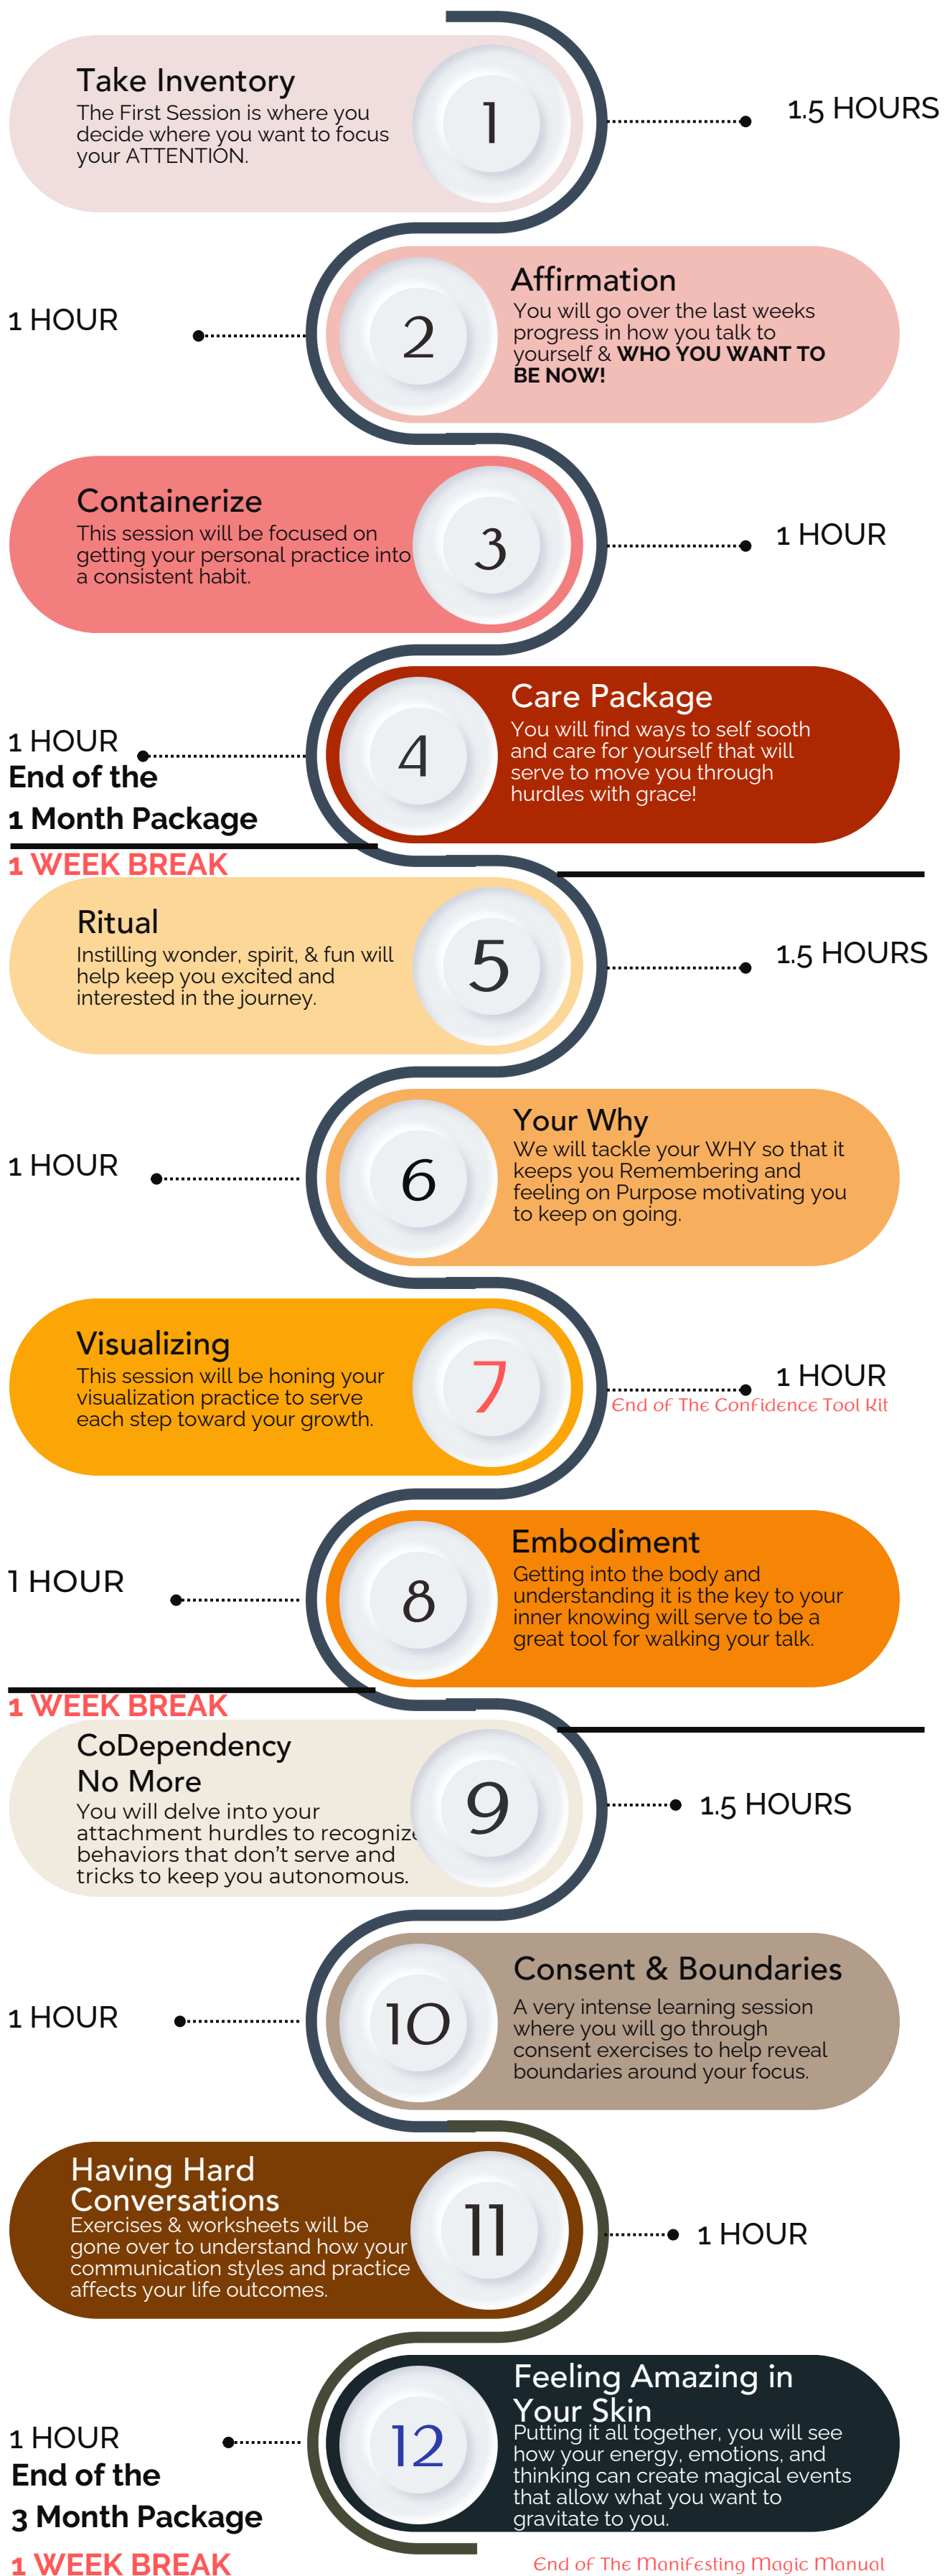 Take Inventory
The First Session is where you
decide where you want to focus
your ATTENTION.
1
1.5 HOURS
1 HOUR
2
Affirmation
You will go over the last weeks
progress in how you talk to
yourself & WHO YOU WANT TO
BE NOW!
Containerize
This session will be focused on
getting your personal practice into
a consistent habit.
3
1 HOUR
1 HOUR
End of the
1 Month Package
4
Care Package
You will find ways to self sooth
and care for yourself that will
serve to move you through
hurdles with grace!
1 WEEK BREAK
Ritual
Instilling wonder, spirit, & fun will
help keep you excited and
interested in the journey.
5
1.5 HOURS
1 HOUR
6
Your Why
We will tackle your WHY so that it
keeps you Remembering and
feeling on Purpose motivating you
to keep on going.
Visualizing
This session will be honing your
visualization practice to serve
each step toward your growth.
7
1 HOUR
End of The Confidence Tool Kit
1 HOUR
8
Embodiment
Getting into the body and
understanding it is the key to your
inner knowing will serve to be a
great tool for walking your talk.
1 WEEK BREAK
CoDependency
No More
You will delve into your
attachment hurdles to recognize
behaviors that don't serve and
tricks to keep you autonomous.
9
1.5 HOURS
1 HOUR
10
Consent & Boundaries
A very intense learning session
where you will go through
consent exercises to help reveal
boundaries around your focus.
Having Hard
Conversations
Exercises & worksheets will be
gone over to understand how your
communication styles and practice
affects your life outcomes.
11
1 HOUR
1 HOUR
End of the
3 Month Package
1 WEEK BREAK
12
Feeling Amazing in
Your Skin
Putting it all together, you will see
how your energy, emotions, and
thinking can create magical events
that allow what you want to
gravitate to you.
End of The Manifesting Magic Manual